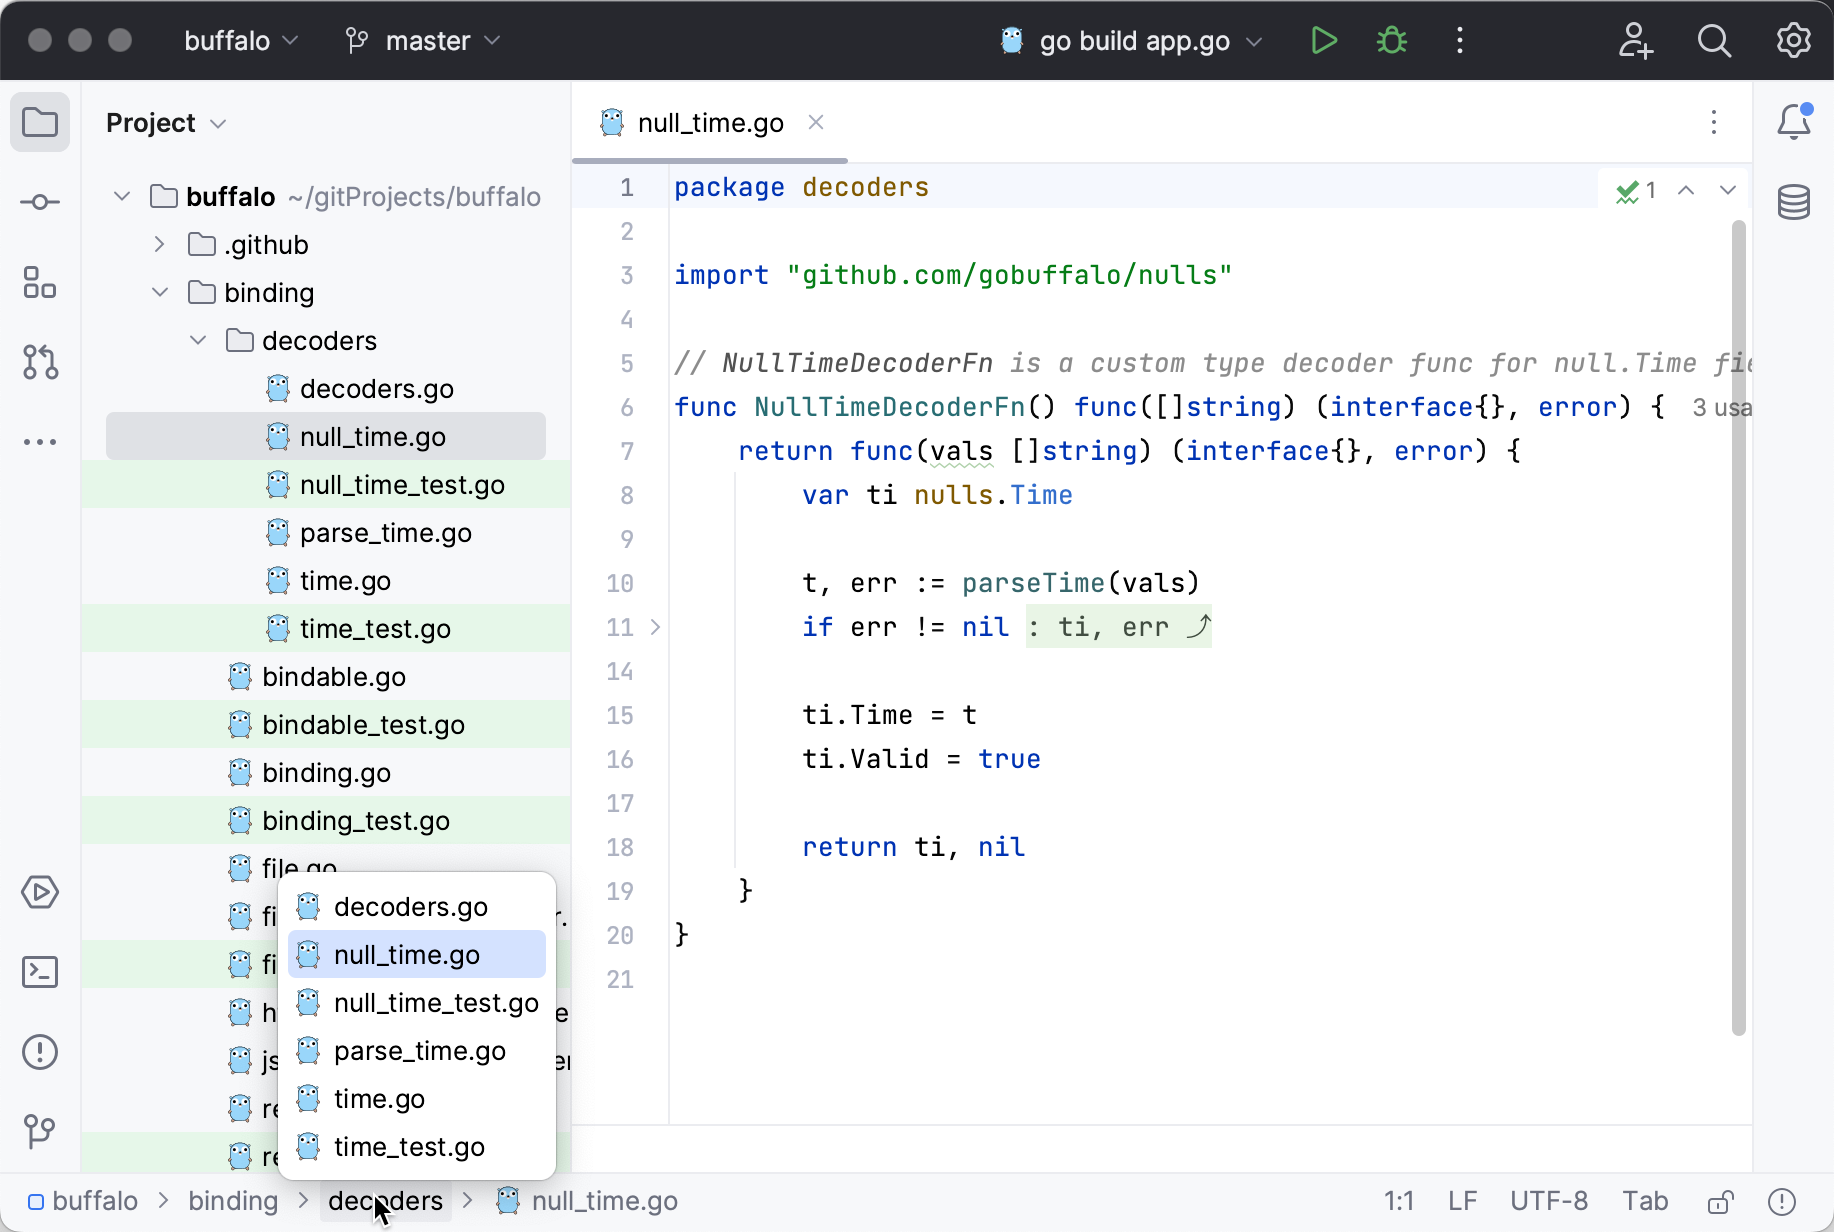 buffalo
master
go build app.go
Project
buffalo ~/gitProjects/buffalo
.github
binding
decoders
decoders.go
null_time.go
null_time_test.go
parse_time.go
time.go
time_test.go
bindable.go
bindable_test.go
binding.go
binding_test.go
file.go
decoders.go
null_time.go
null_time_test.go
parse_time.go
time.go
time_test.go
null_time.go
1 package decoders
1
2
3 import "github.com/gobuffalo/nulls"
4
5 // NullTimeDecoderFn is a custom type decoder func for null.Time fie
6 func NullTimeDecoderFn() func([]string) (interface{}, error) { 3 usa
7 return func(vals []string) (interface{}, error) {
8 var ti nulls.Time
9
10 t, err := parseTime(vals)
11 if err != nil : ti, err ⤴
14
15 ti.Time = t
16 ti.Valid = true
17
18 return ti, nil
19 }
20 }
21
buffalo > binding > decoders > null_time.go
1:1 LF UTF-8 Tab